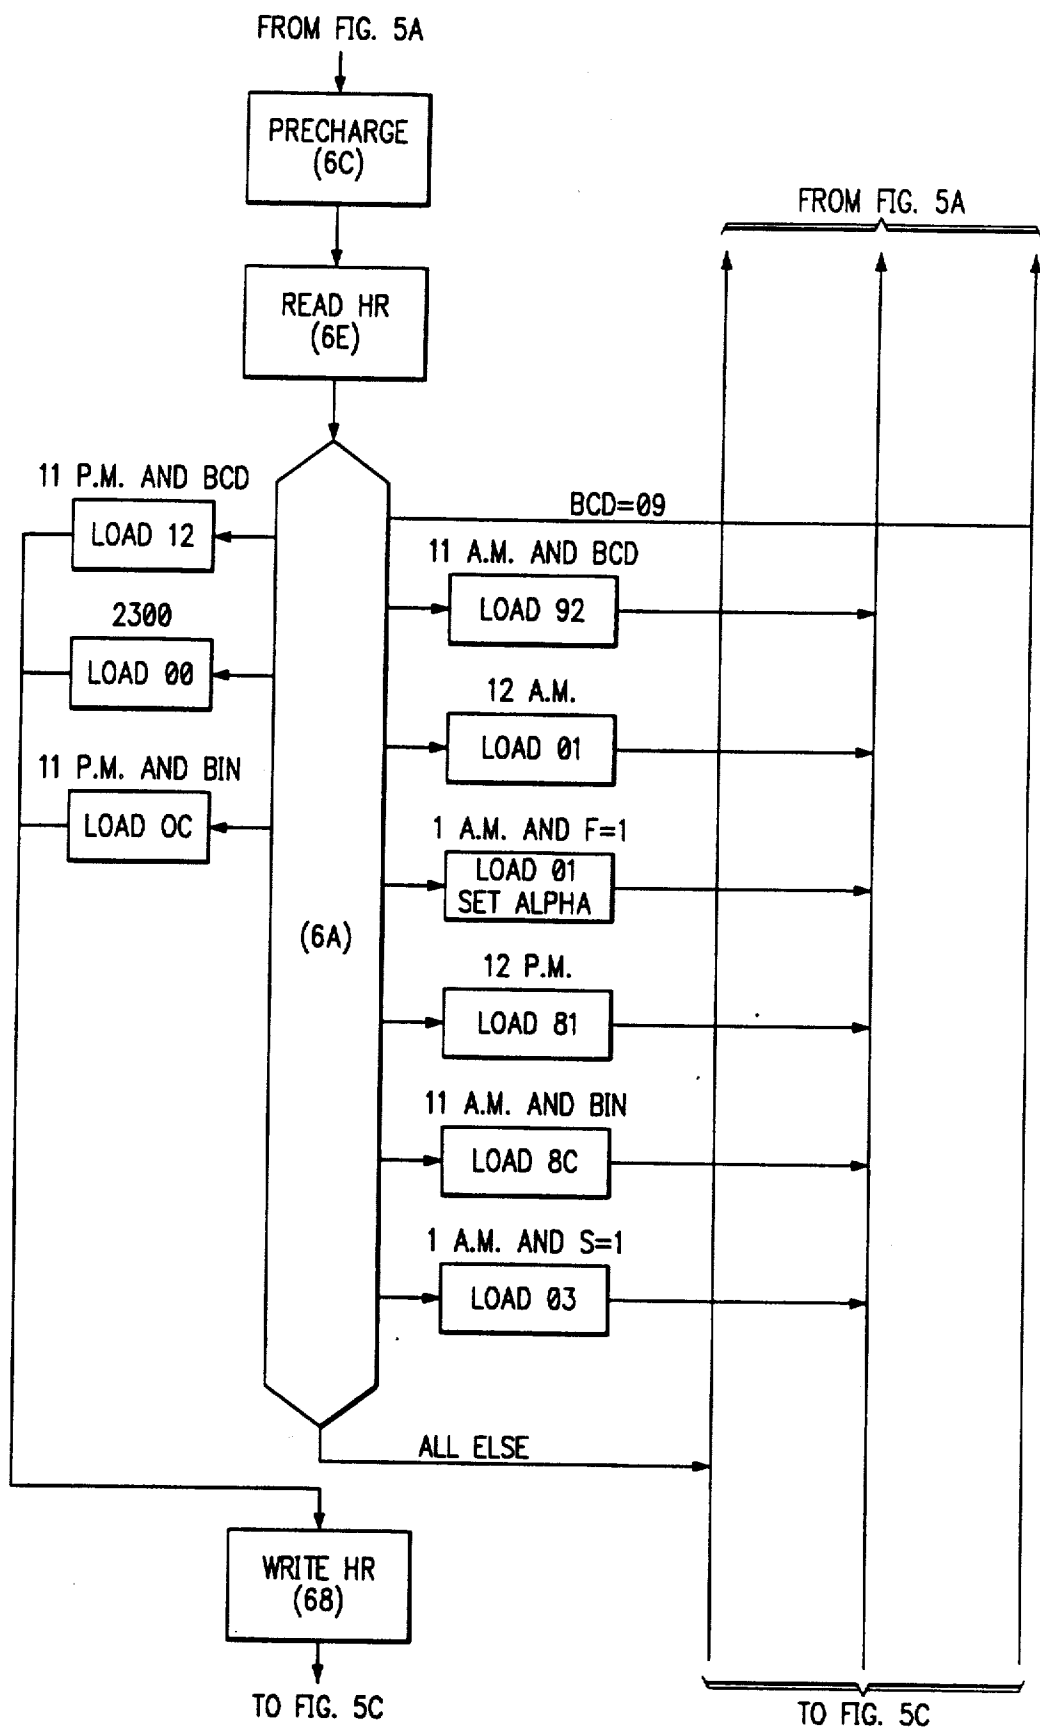 FROM FIG. 5A
PRECHARGE
(6C)
FROM FIG. 5A
READ HR
(6E)
11 P.M. AND BCD
LOAD 12
BCD=09
11 A.M. AND BCD
LOAD 92
2300
LOAD 00
12 A.M.
LOAD 01
11 P.M. AND BIN
LOAD OC
1 A.M. AND F=1
LOAD 01
SET ALPHA
(6A)
12 P.M.
LOAD 81
11 A.M. AND BIN
LOAD 8C
1 A.M. AND S=1
LOAD 03
ALL ELSE
WRITE HR
(68)
TO FIG. 5C
TO FIG. 5C